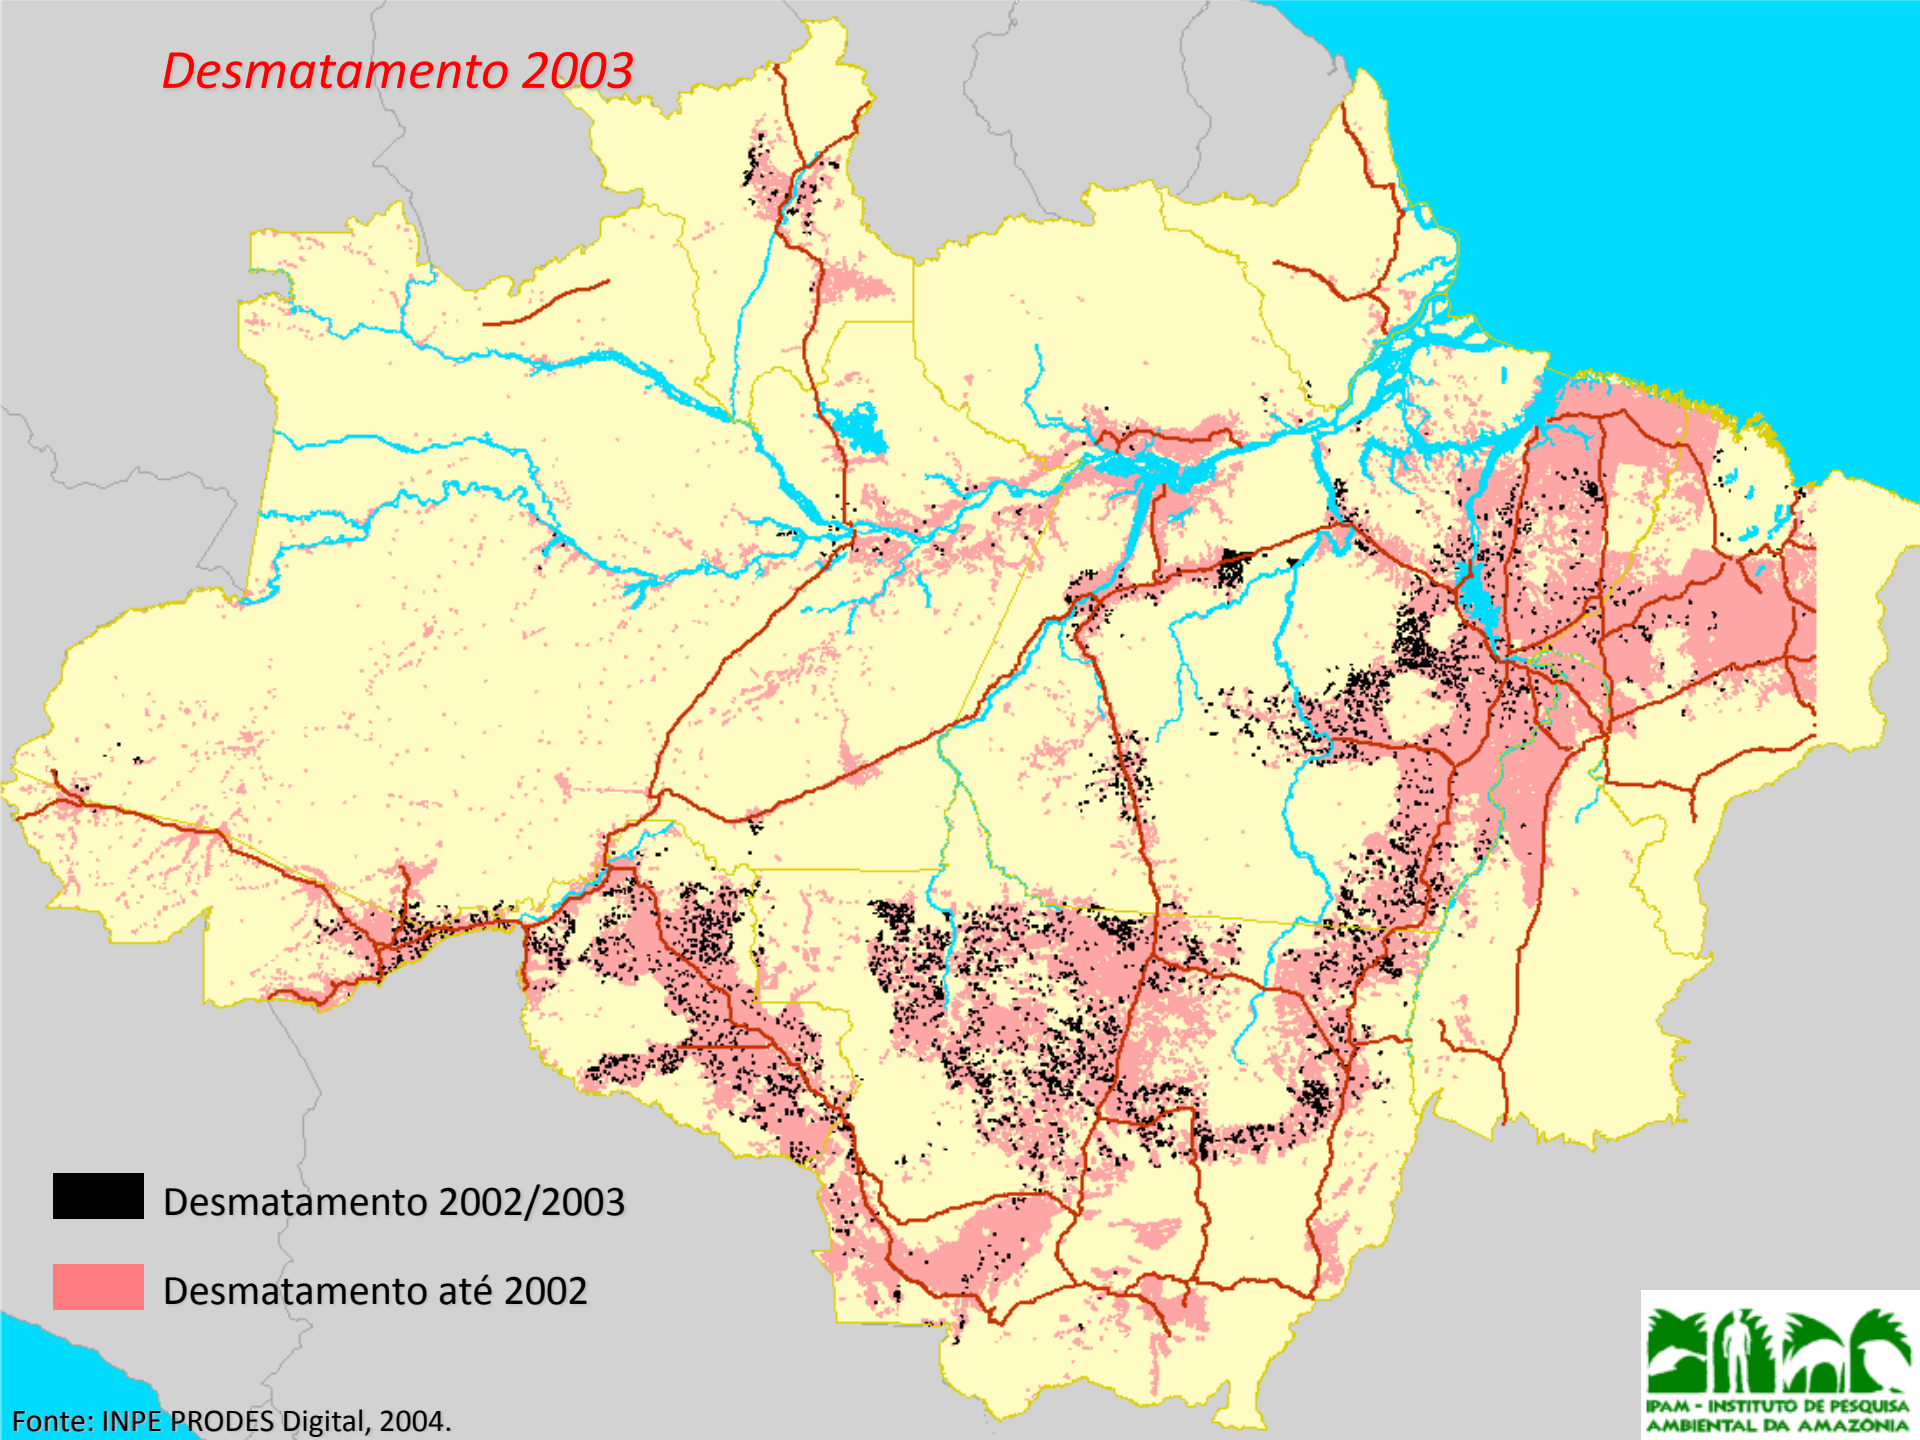 Desmatamento 2003
Desmatamento 2002/2003
Desmatamento até 2002
Fonte: INPE PRODES Digital, 2004.
IPAM - INSTITUTO DE PESQUISA
AMBIENTAL DA AMAZÔNIA